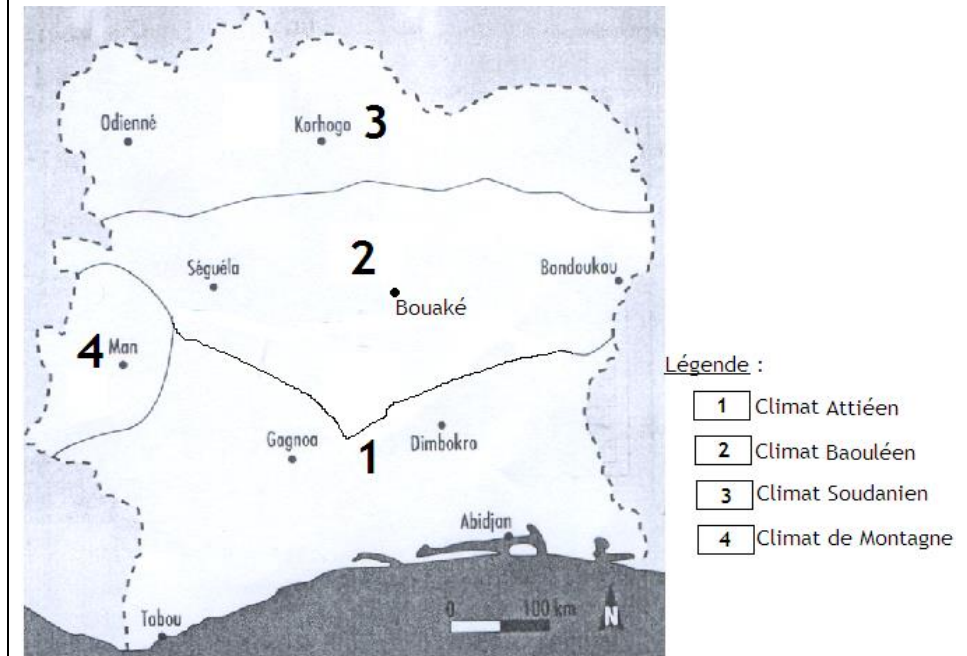 Odienné
Korhogo
3
Séguéla
2
Bondoukou
Bouaké
4
Man
Gagnoa
1
Dimbokro
Abidjan
Tabou
0 100 km
N
Légende :
1 Climat Attiéen
2 Climat Baouléen
3 Climat Soudanien
4 Climat de Montagne